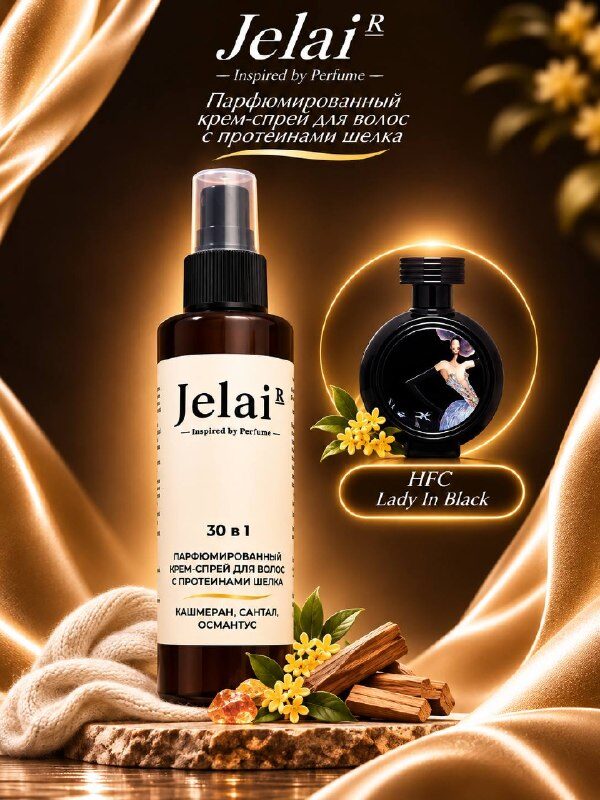 Jelai R
— Inspired by Perfume —
Парфюмированный
крем-спрей для волос
с протеинами шелка
Jelai R
— Inspired by Perfume —
30 в 1
ПАРФЮМИРОВАННЫЙ
КРЕМ-СПРЕЙ ДЛЯ ВОЛОС
С ПРОТЕИНАМИ ШЕЛКА
КАШМЕРАН, САНТАЛ,
ОСМАНТУС
HFC
Lady In Black